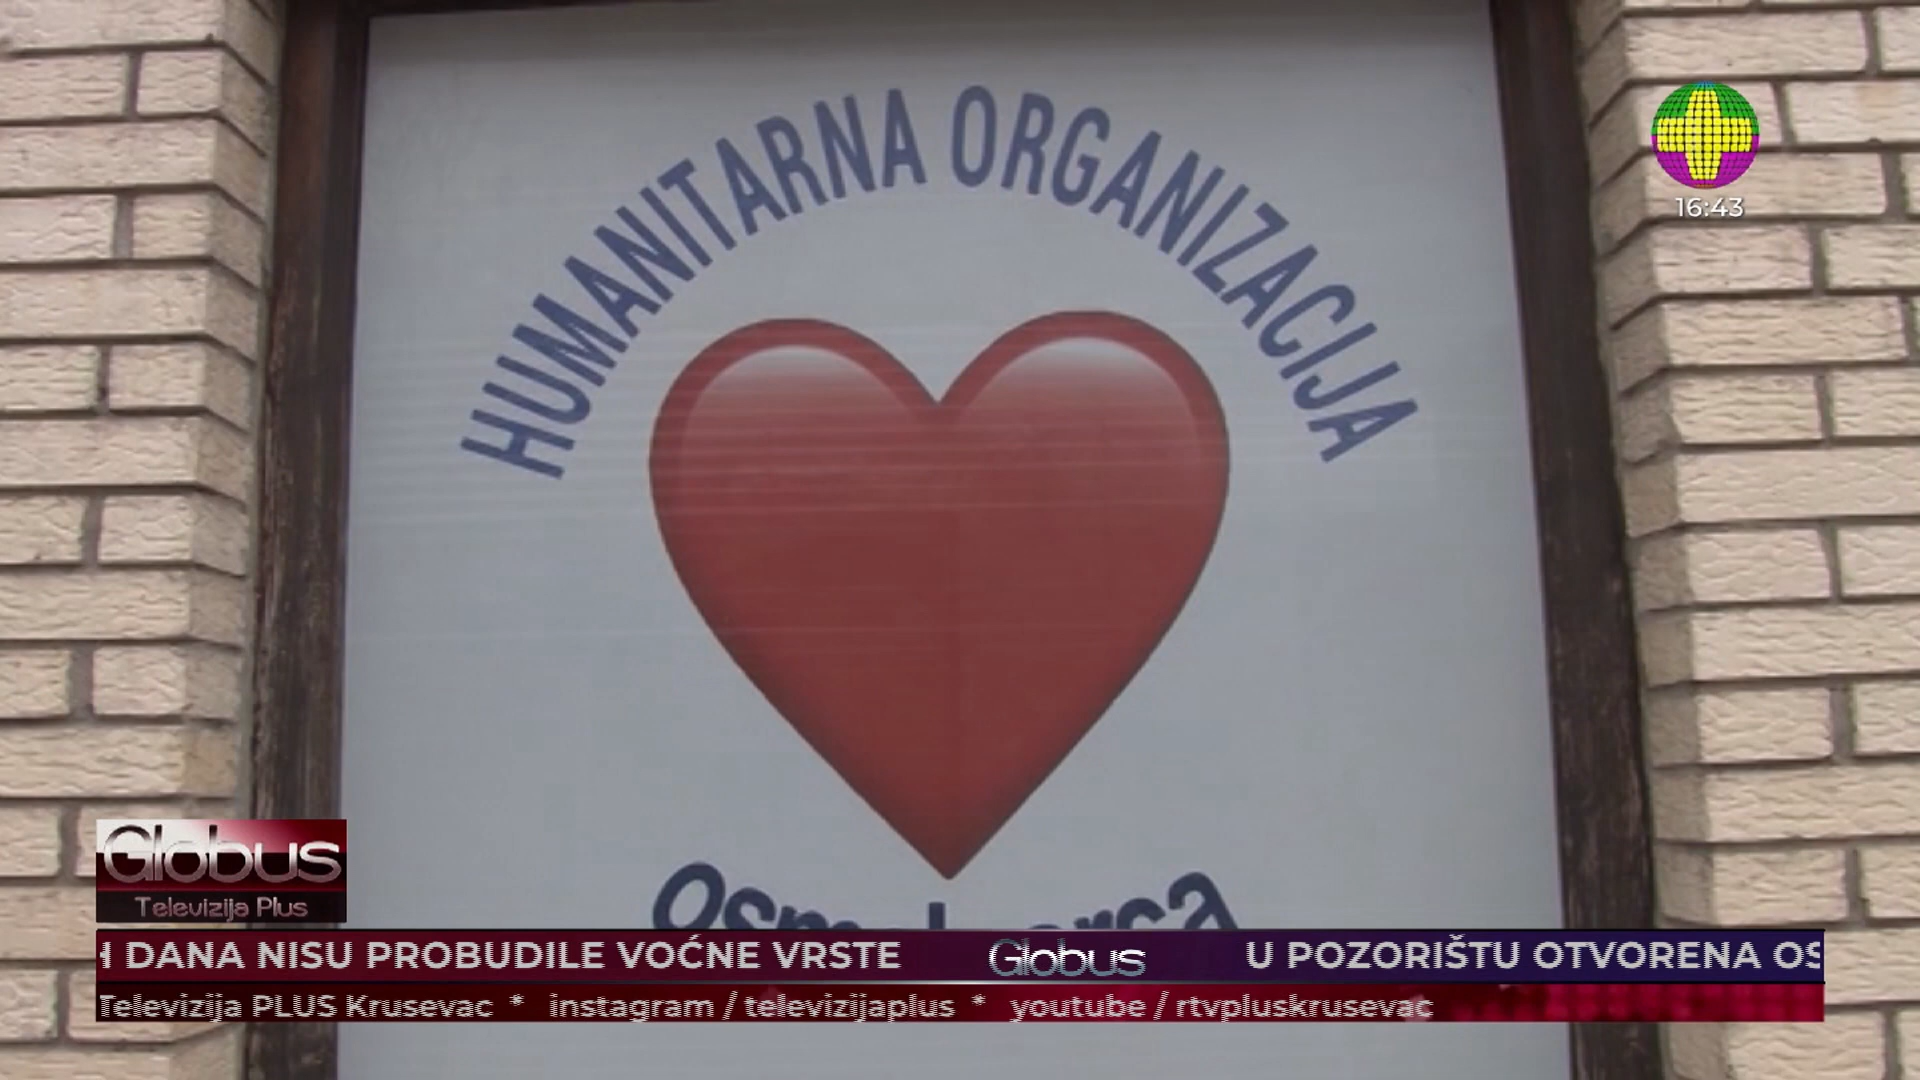 HUMANITARNA ORGANIZACIJA
16:43
Globus
Televizija Plus
DANA NISU PROBUDILE VOĆNE VRSTE Globus U POZORIŠTU OTVORENA
Televizija PLUS Krusevac * instagram / televizijaplus * youtube / rtvpluskrusevac